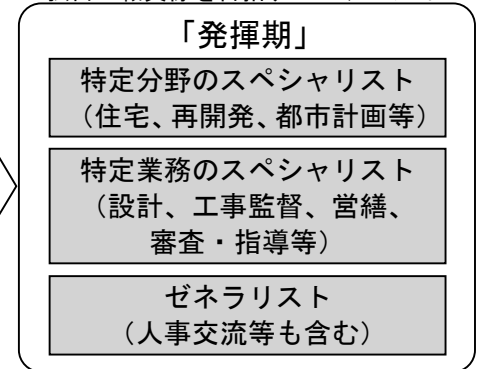 「発揮期」
特定分野のスペシャリスト
（住宅、再開発、都市計画等）
特定業務のスペシャリスト
（設計、工事監督、営繕、
審査・指導等）
ゼネラリスト
（人事交流等も含む）